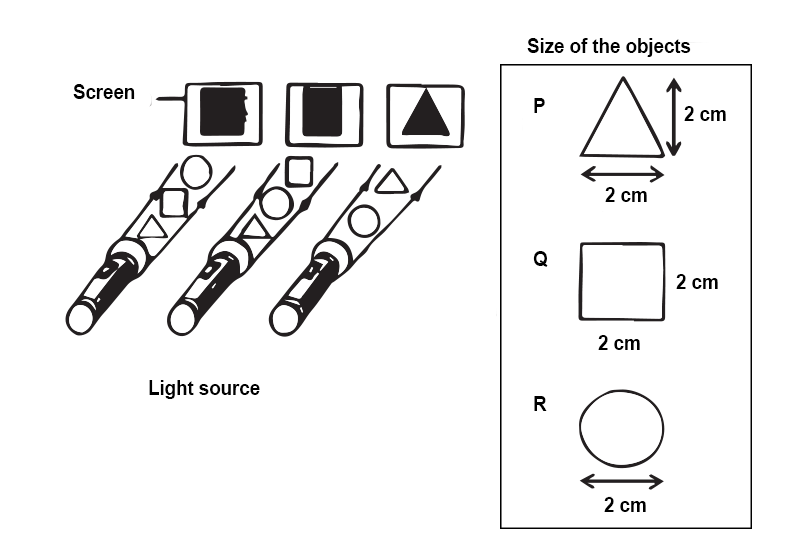 Size of the objects
Screen
P
2 cm
2 cm
Q
2 cm
2 cm
Light source
R
2 cm